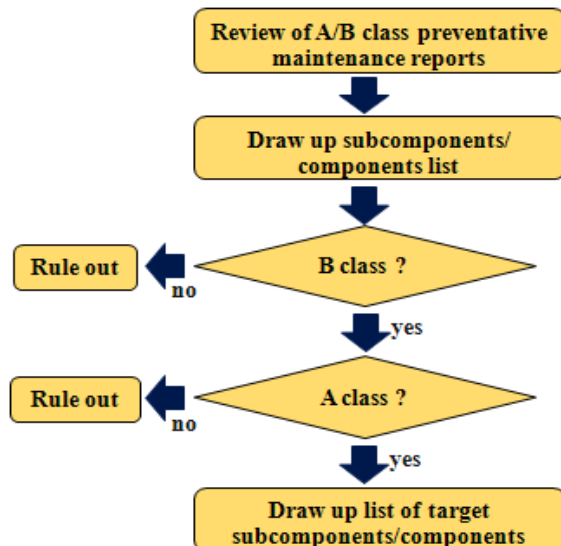 Review of A/B class preventative
maintenance reports
Draw up subcomponents/
components list
B class ?
Rule out
no
yes
A class ?
Rule out
no
yes
Draw up list of target
subcomponents/components